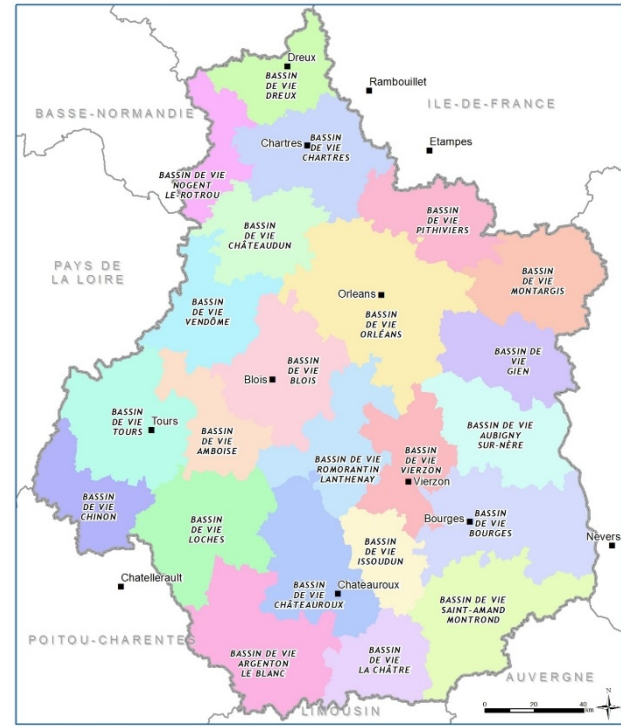 Dreux
BASSIN
DE VIE
DREUX
Rambouillet
BASSE-NORMANDIE
ILE-DE-FRANCE
Chartres
BASSIN
DE VIE
CHARTRES
Etampes
BASSIN DE VIE
NOGENT
LE-ROTROU
BASSIN
DE VIE
PITHIVIERS
BASSIN
DE VIE
CHÂTEAUDUN
PAYS DE
LA LOIRE
BASSIN
DE VIE
MONTARGIS
Orleans
BASSIN
DE VIE
VENDÔME
BASSIN
DE VIE
ORLÉANS
BASSIN DE
VIE
GIEN
Blois
BASSIN
DE VIE
BLOIS
BASSIN
DE VIE
TOURS
Tours
BASSIN
DE VIE
AMBOISE
BASSIN DE VIE
AUBIGNY
SUR-NÈRE
BASSIN DE VIE
ROMORANTIN
LANTHENAY
BASSIN
DE VIE
VIERZON
Vierzon
BASSIN
DE VIE
CHINON
BASSIN
DE VIE
LOCHES
Bourges
BASSIN
DE VIE
BOURGES
BASSIN
DE VIE
ISSOUDUN
Nevers
Chatellerault
BASSIN
DE VIE
CHÂTEAUROUX
Chateauroux
BASSIN DE VIE
SAINT-AMAND
MONTROND
POITOU-CHARENTES
BASSIN DE VIE
ARGENTON
LE BLANC
BASSIN
DE VIE
LA CHÂTRE
AUVERGNE
LIMOUSIN
0 20 40
km
N